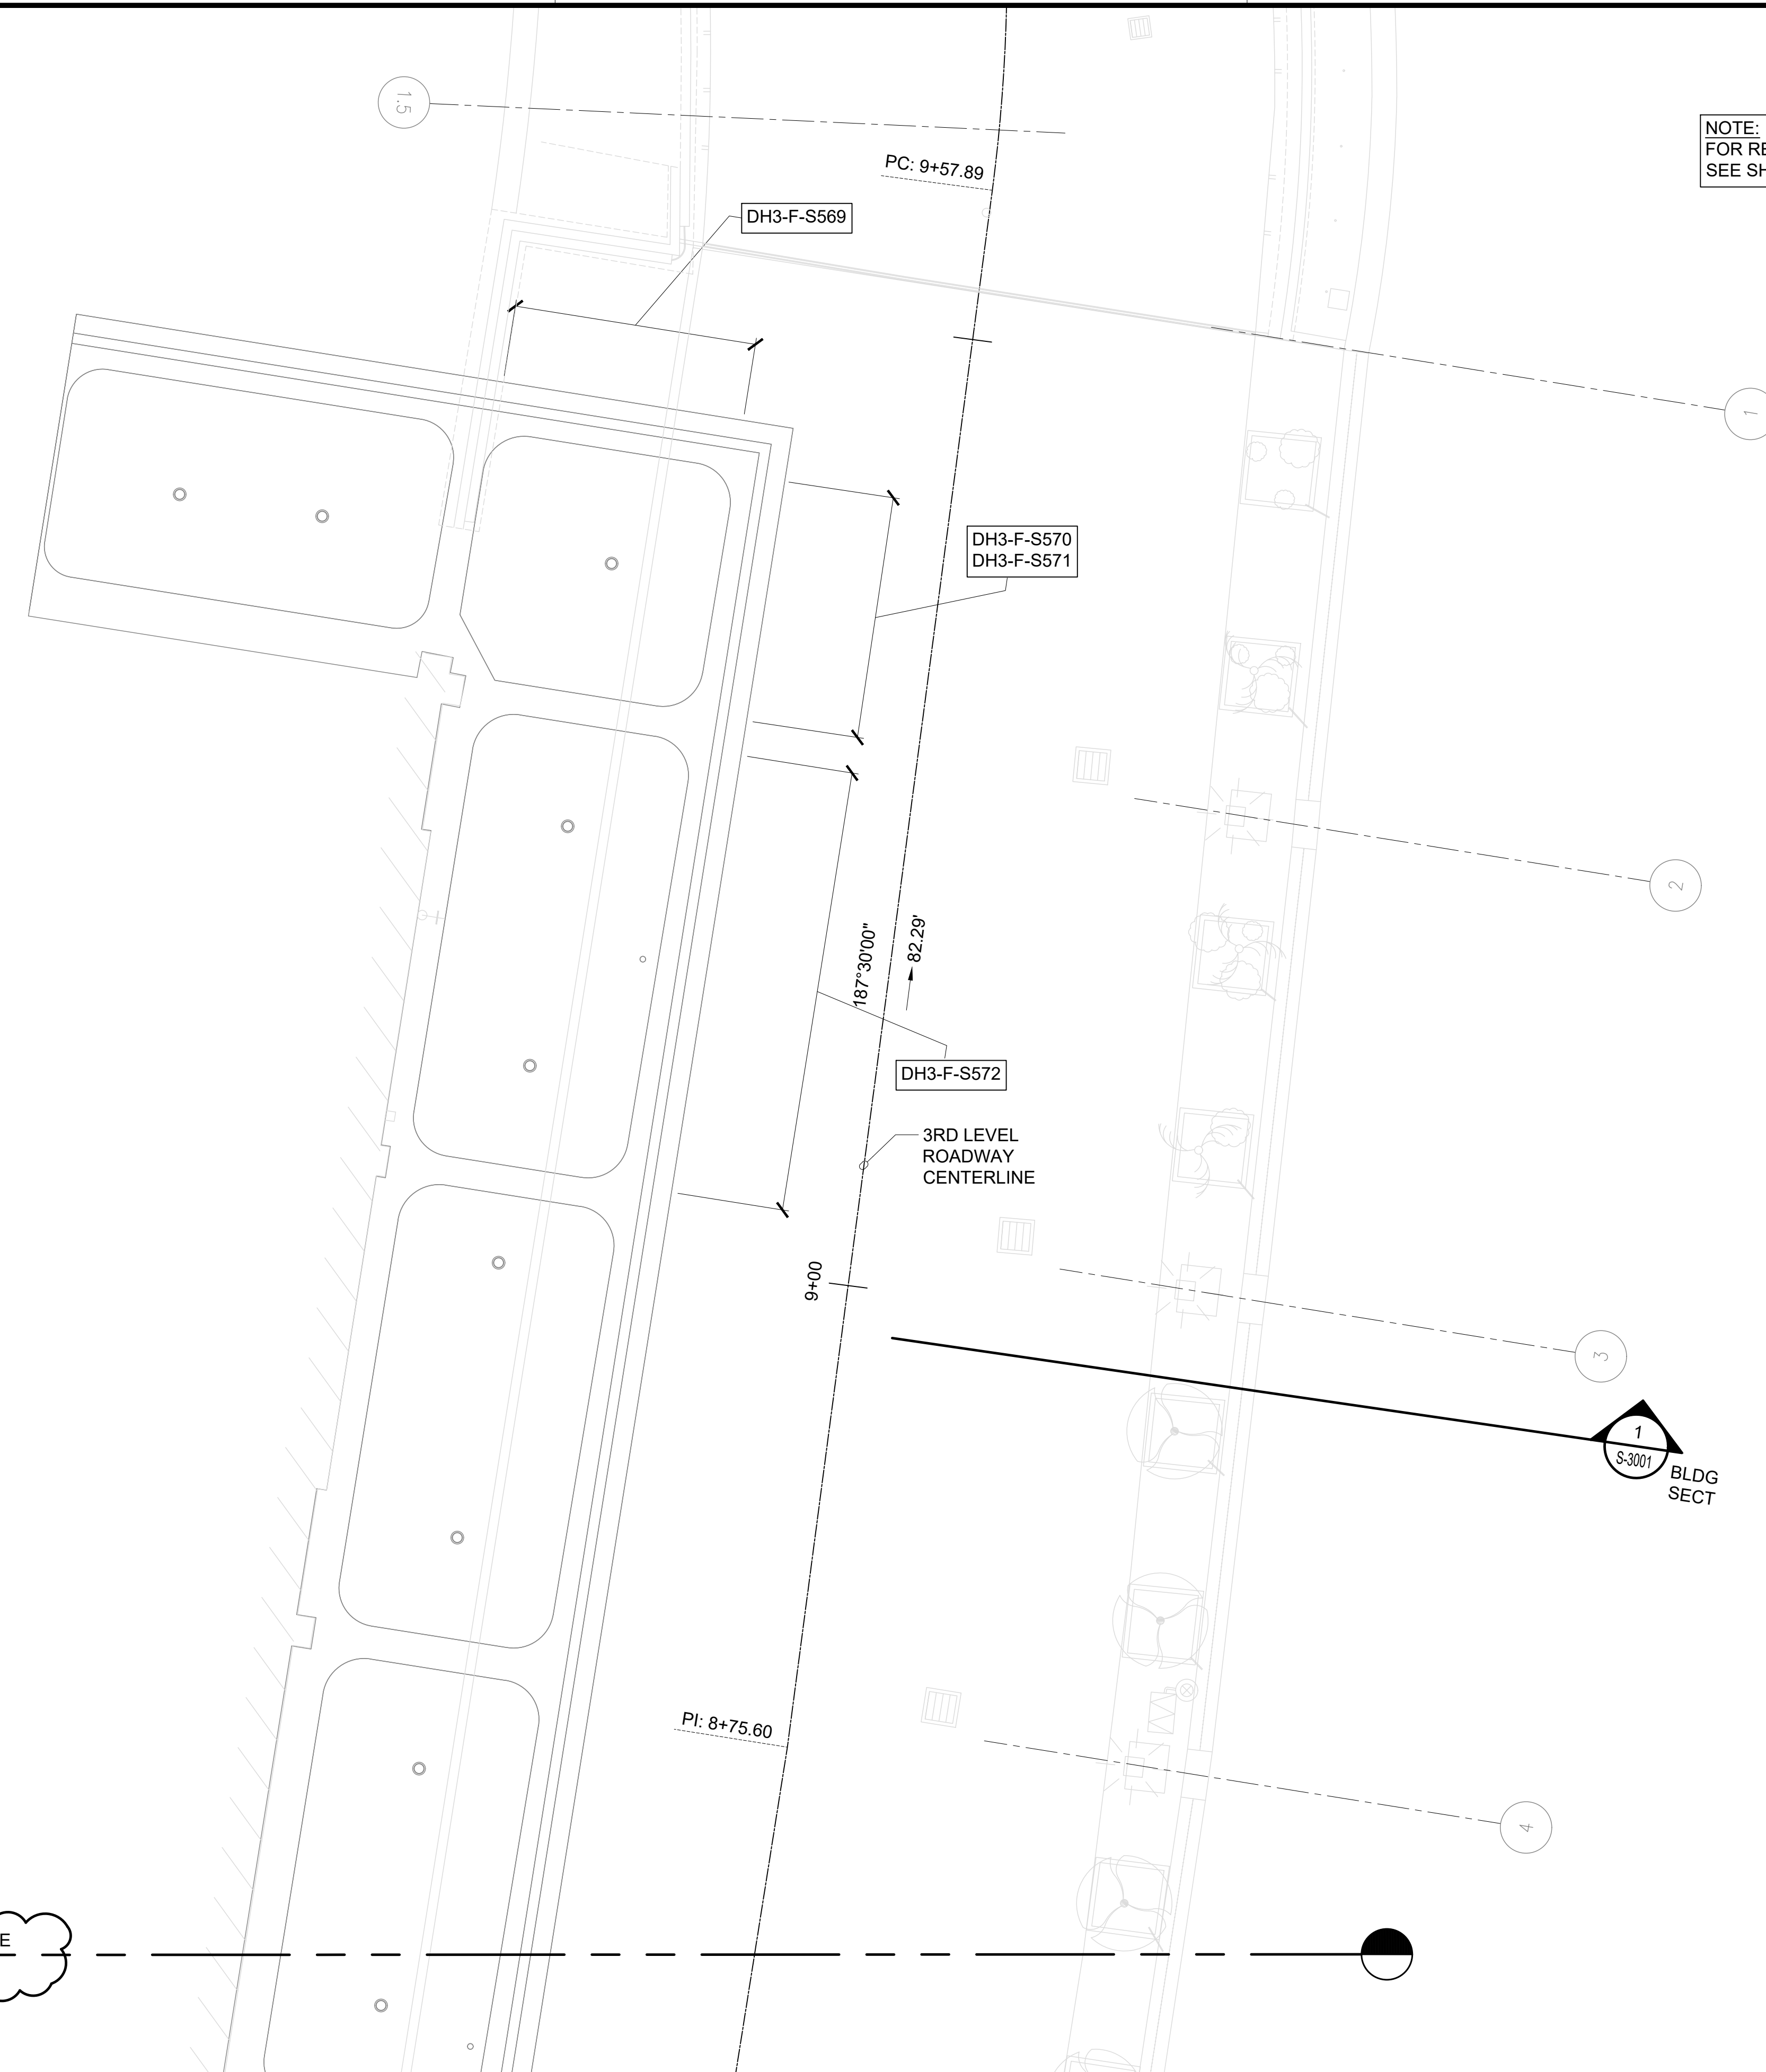 1.5
PC: 9+57.89
NOTE:
FOR RE
SEE SH
DH3-F-S569
1
DH3-F-S570
DH3-F-S571
2
187°30'00"
82.29'
DH3-F-S572
3RD LEVEL
ROADWAY
CENTERLINE
9+00
3
1
S-3001
BLDG
SECT
PI: 8+75.60
4
E